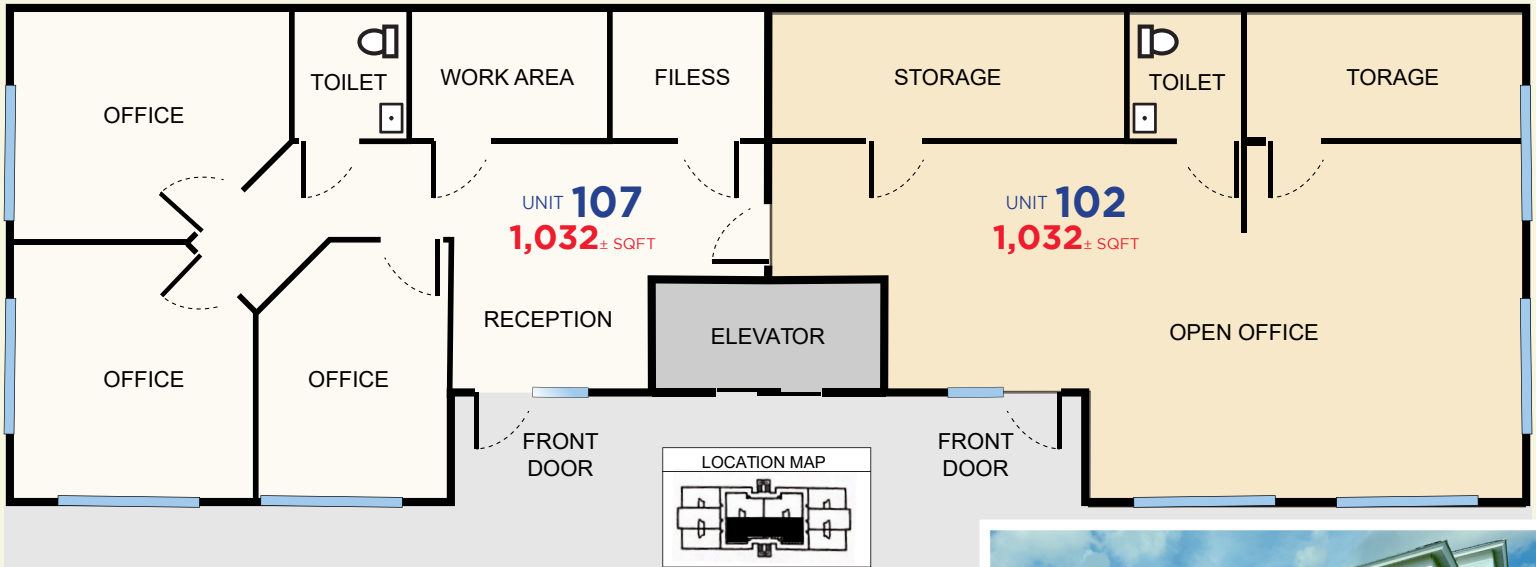 TOILET
WORK AREA
FILESS
STORAGE
TOILET
TORAGE
OFFICE
UNIT 107
1,032± SQFT
UNIT 102
1,032± SQFT
RECEPTION
ELEVATOR
OPEN OFFICE
OFFICE
OFFICE
FRONT
DOOR
FRONT
DOOR
LOCATION MAP